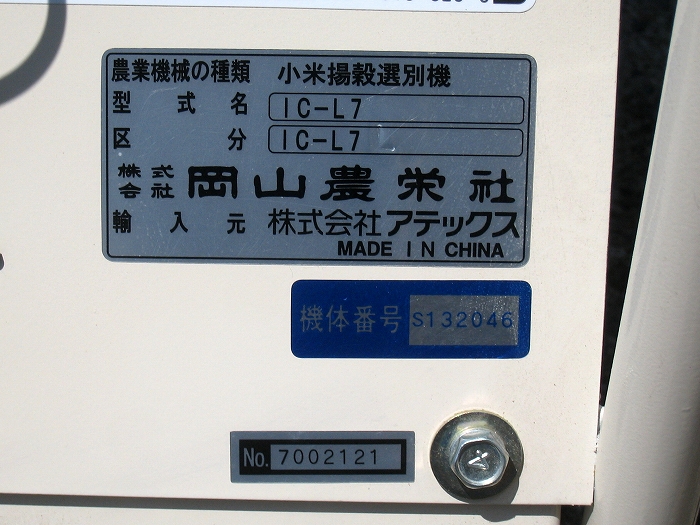 農業機械の種類 小米揚穀選別機
型式名 IC-L7
区分 IC-L7
株式会社 岡山農栄社
輸入元 株式会社アテックス
MADE IN CHINA
機体番号 S132046
No. 7002121